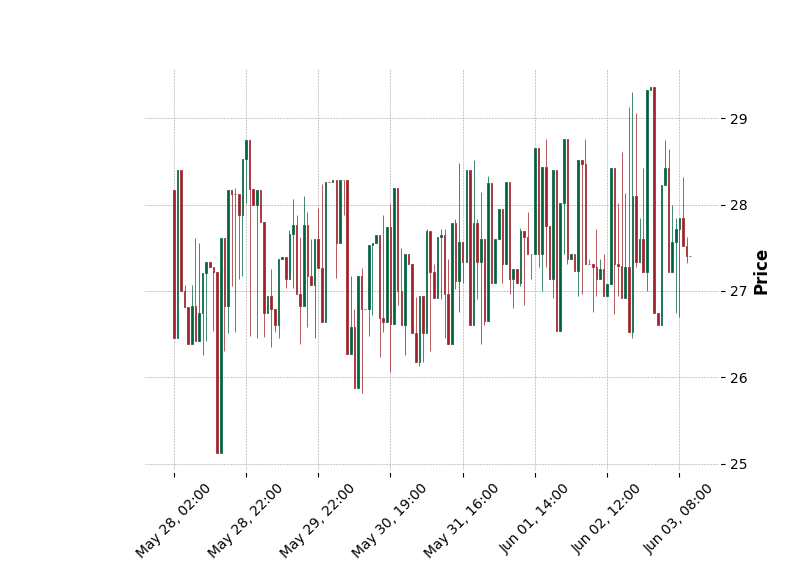 29
28
27
26
25
Price
May 28, 02:00
May 28, 22:00
May 29, 22:00
May 30, 19:00
May 31, 16:00
Jun 01, 14:00
Jun 02, 12:00
Jun 03, 08:00